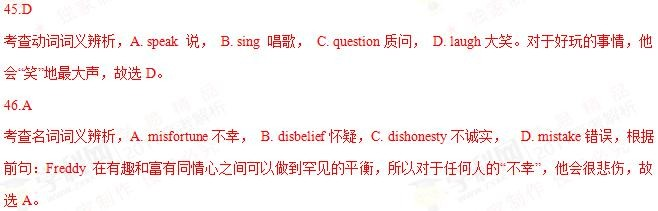 45.D
考查动词词义辨析，A. speak 说， B. sing 唱歌， C. question 质问， D. laugh 大笑。对于好玩的事情，他
会“笑”地最大声，故选 D。
46.A
考查名词词义辨析，A. misfortune 不幸， B. disbelief 怀疑，C. dishonesty 不诚实， D. mistake 错误，根据
前句：Freddy 在有趣和富有同情心之间可以做到罕见的平衡，所以对于任何人的“不幸”，他会很悲伤，故
选 A。